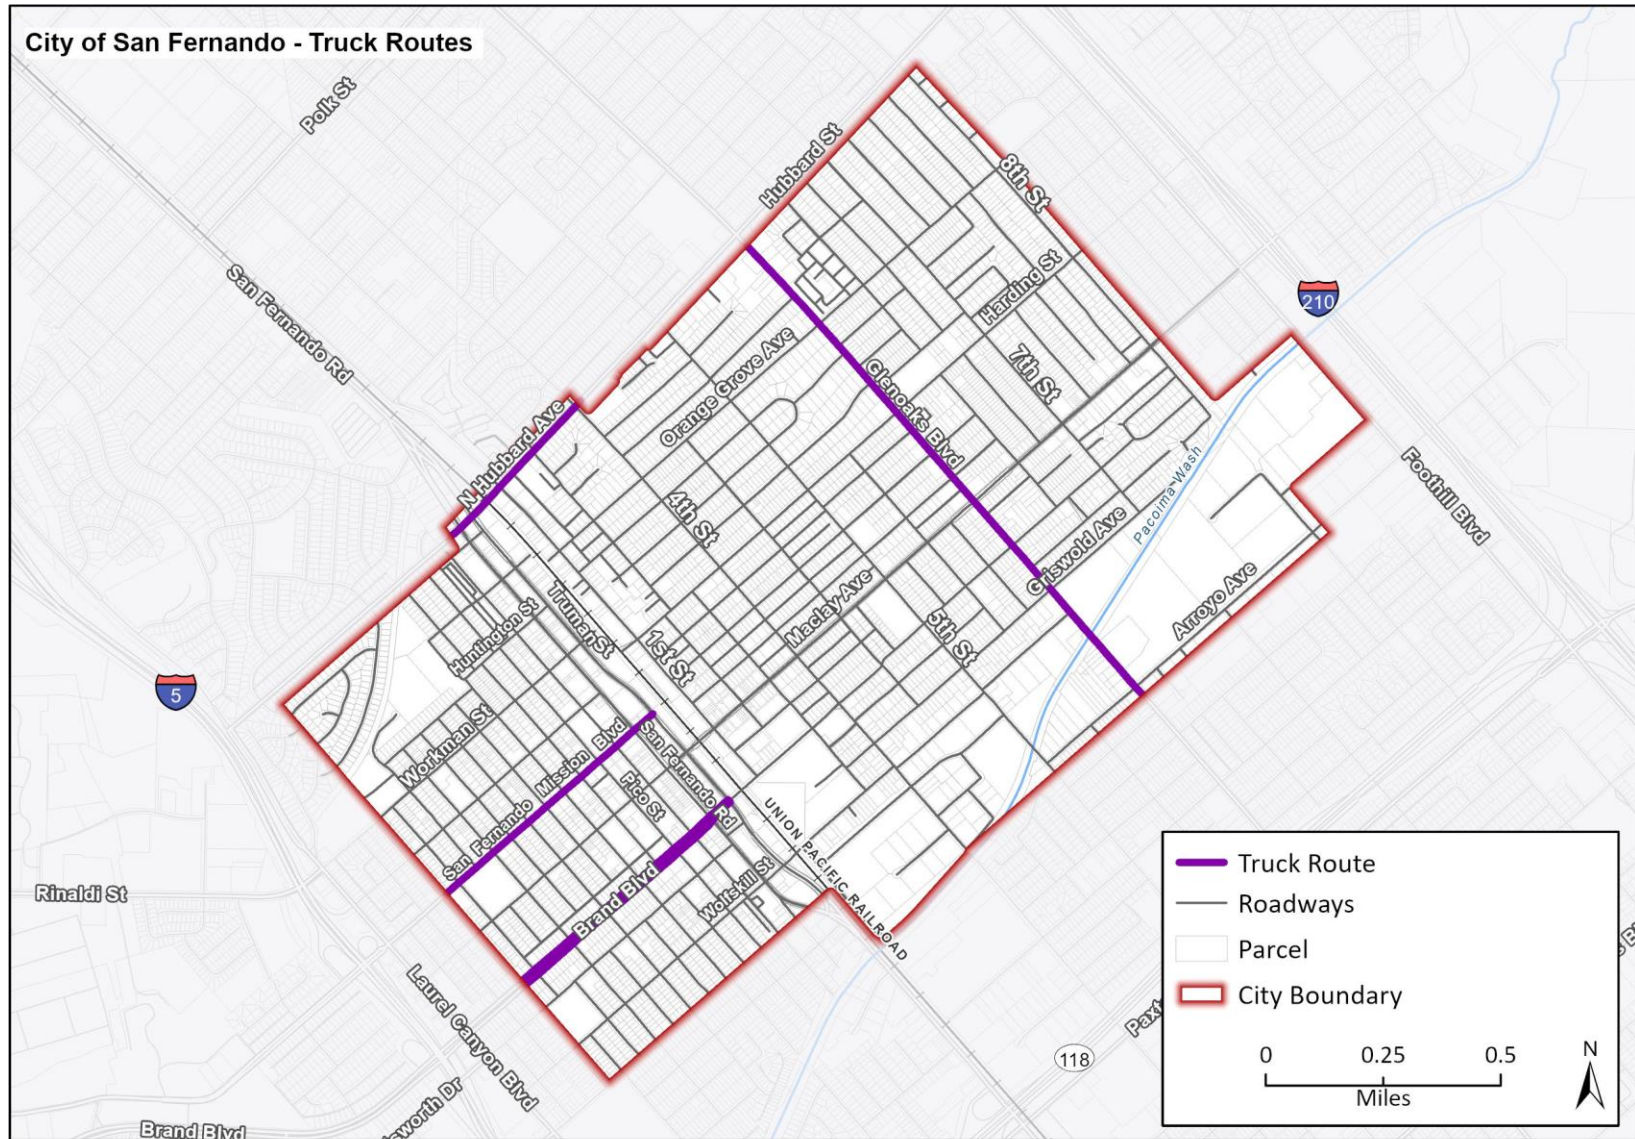 City of San Fernando - Truck Routes
Polk St
Hubbard St
8th St
San Fernando Rd
Harding St
210
Orange Grove Ave
7th St
Glenoaks Blvd
N Hubbard Ave
Pacoima Wash
Foothill Blvd
4th St
Griswold Ave
Truman St
Huntington St
Maclay Ave
Arroyo Ave
1st St
5th St
5
Workman St
San Fernando Mission Blvd
San Fernando Rd
Pico St
UNION PACIFIC RAILROAD
Rinaldi St
Brand Blvd
Wolfskill St
Laurel Canyon Blvd
118
Brand Blvd
Truck Route
Roadways
Parcel
City Boundary
0 0.25 0.5
Miles
N